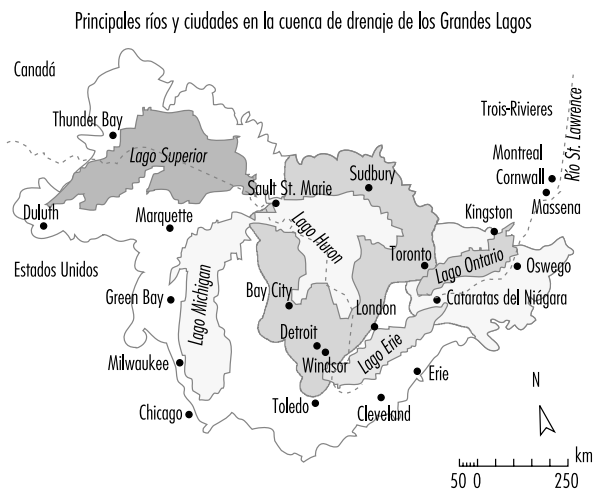 Principales ríos y ciudades en la cuenca de drenaje de los Grandes Lagos
Canadá
Thunder Bay
Lago Superior
Trois-Rivieres
Río St. Lawrence
Montreal
Cornwall
Massena
Sudbury
Sault St. Marie
Duluth
Marquette
Lago Huron
Kingston
Toronto
Lago Ontario
Oswego
Estados Unidos
Green Bay
Lago Michigan
Bay City
London
Cataratas del Niágara
Detroit
Windsor
Lago Erie
Milwaukee
Erie
Toledo
Cleveland
Chicago
N
km
50 0 250